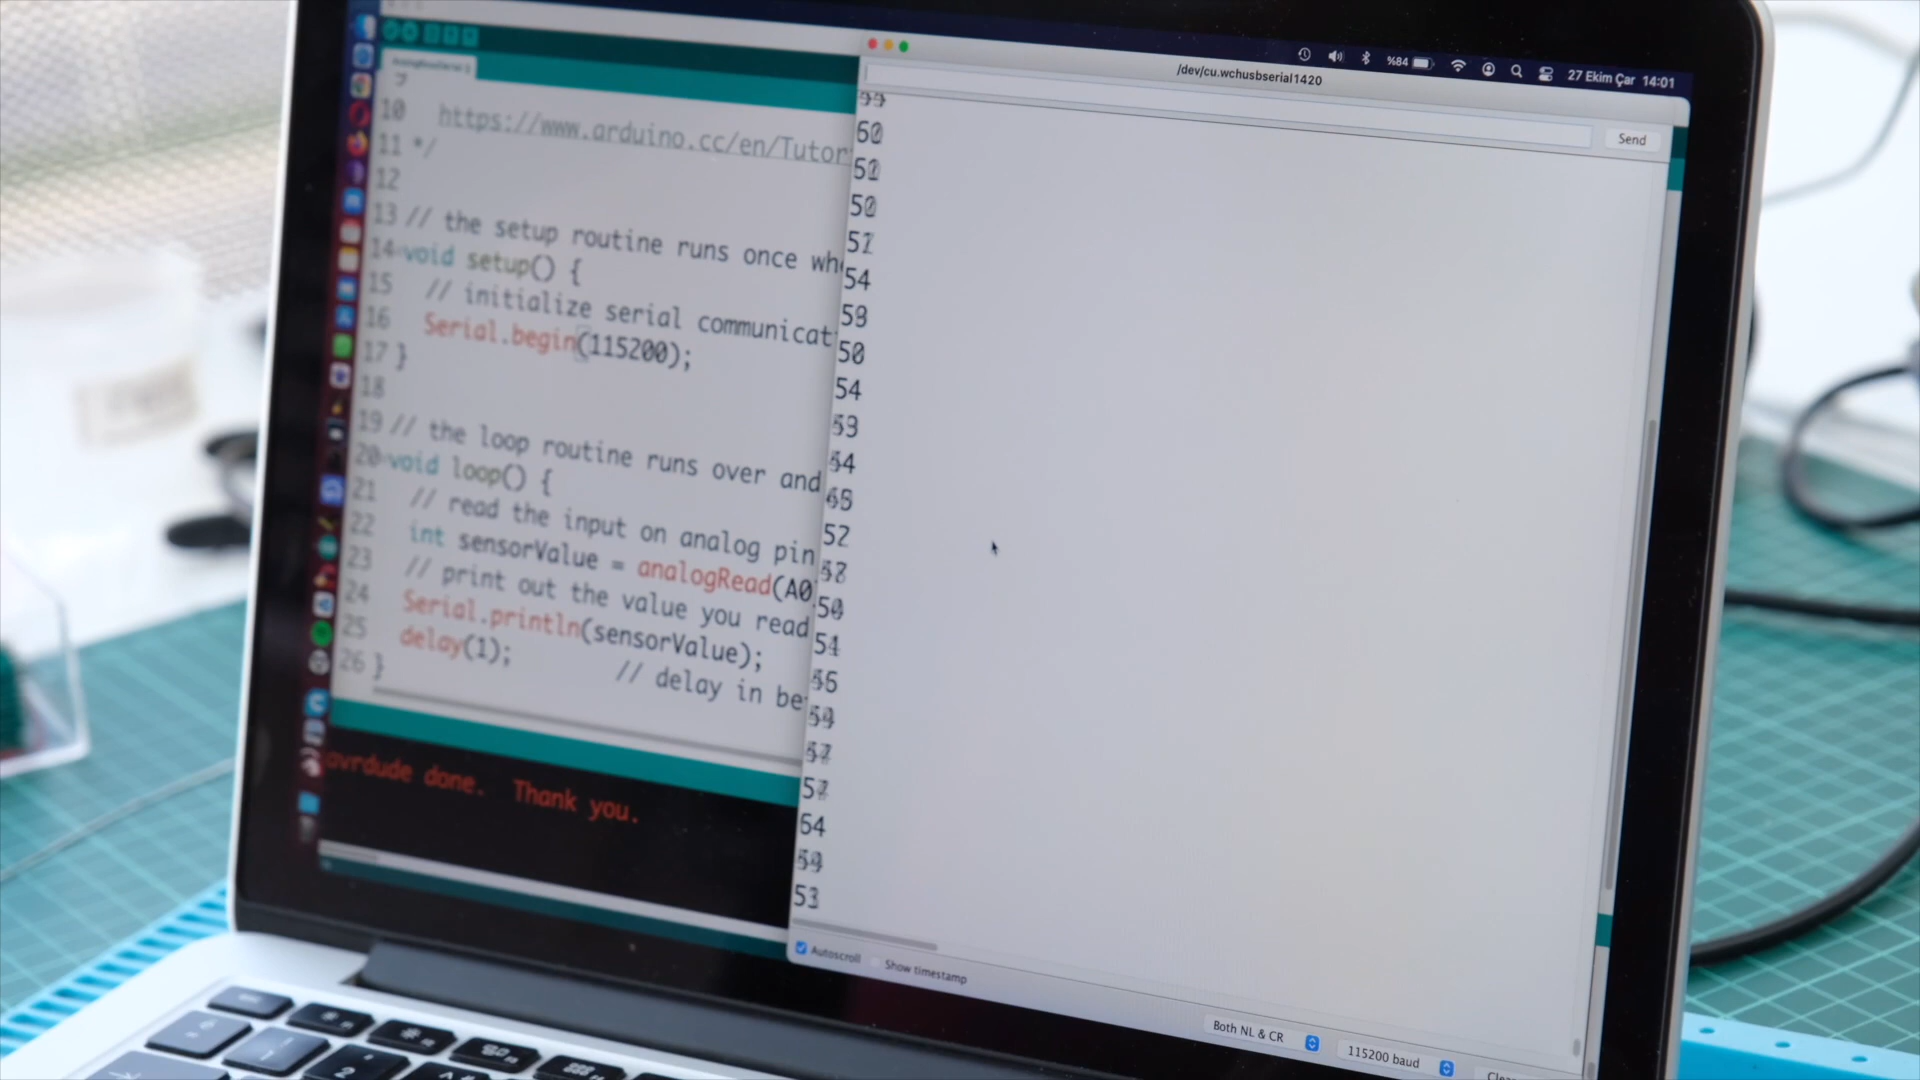 /dev/cu.wchusbserial1420
%84
27 Ekim Çar 14:01
Send
9
10 https://www.arduino.cc/en/Tutor
11 */
12
13 // the setup routine runs once wh
14 void setup() {
15 // initialize serial communicat
16 Serial.begin(115200);
17 }
18
19 // the loop routine runs over and
20 void loop() {
21 // read the input on analog pin
22 int sensorValue = analogRead(A0
23 // print out the value you read
24 Serial.println(sensorValue);
25 delay(1); // delay in be
26 }
avrdude done. Thank you.
54
50
54
53
54
52
50
54
54
53
Autoscroll
Show timestamp
Both NL & CR
115200 baud